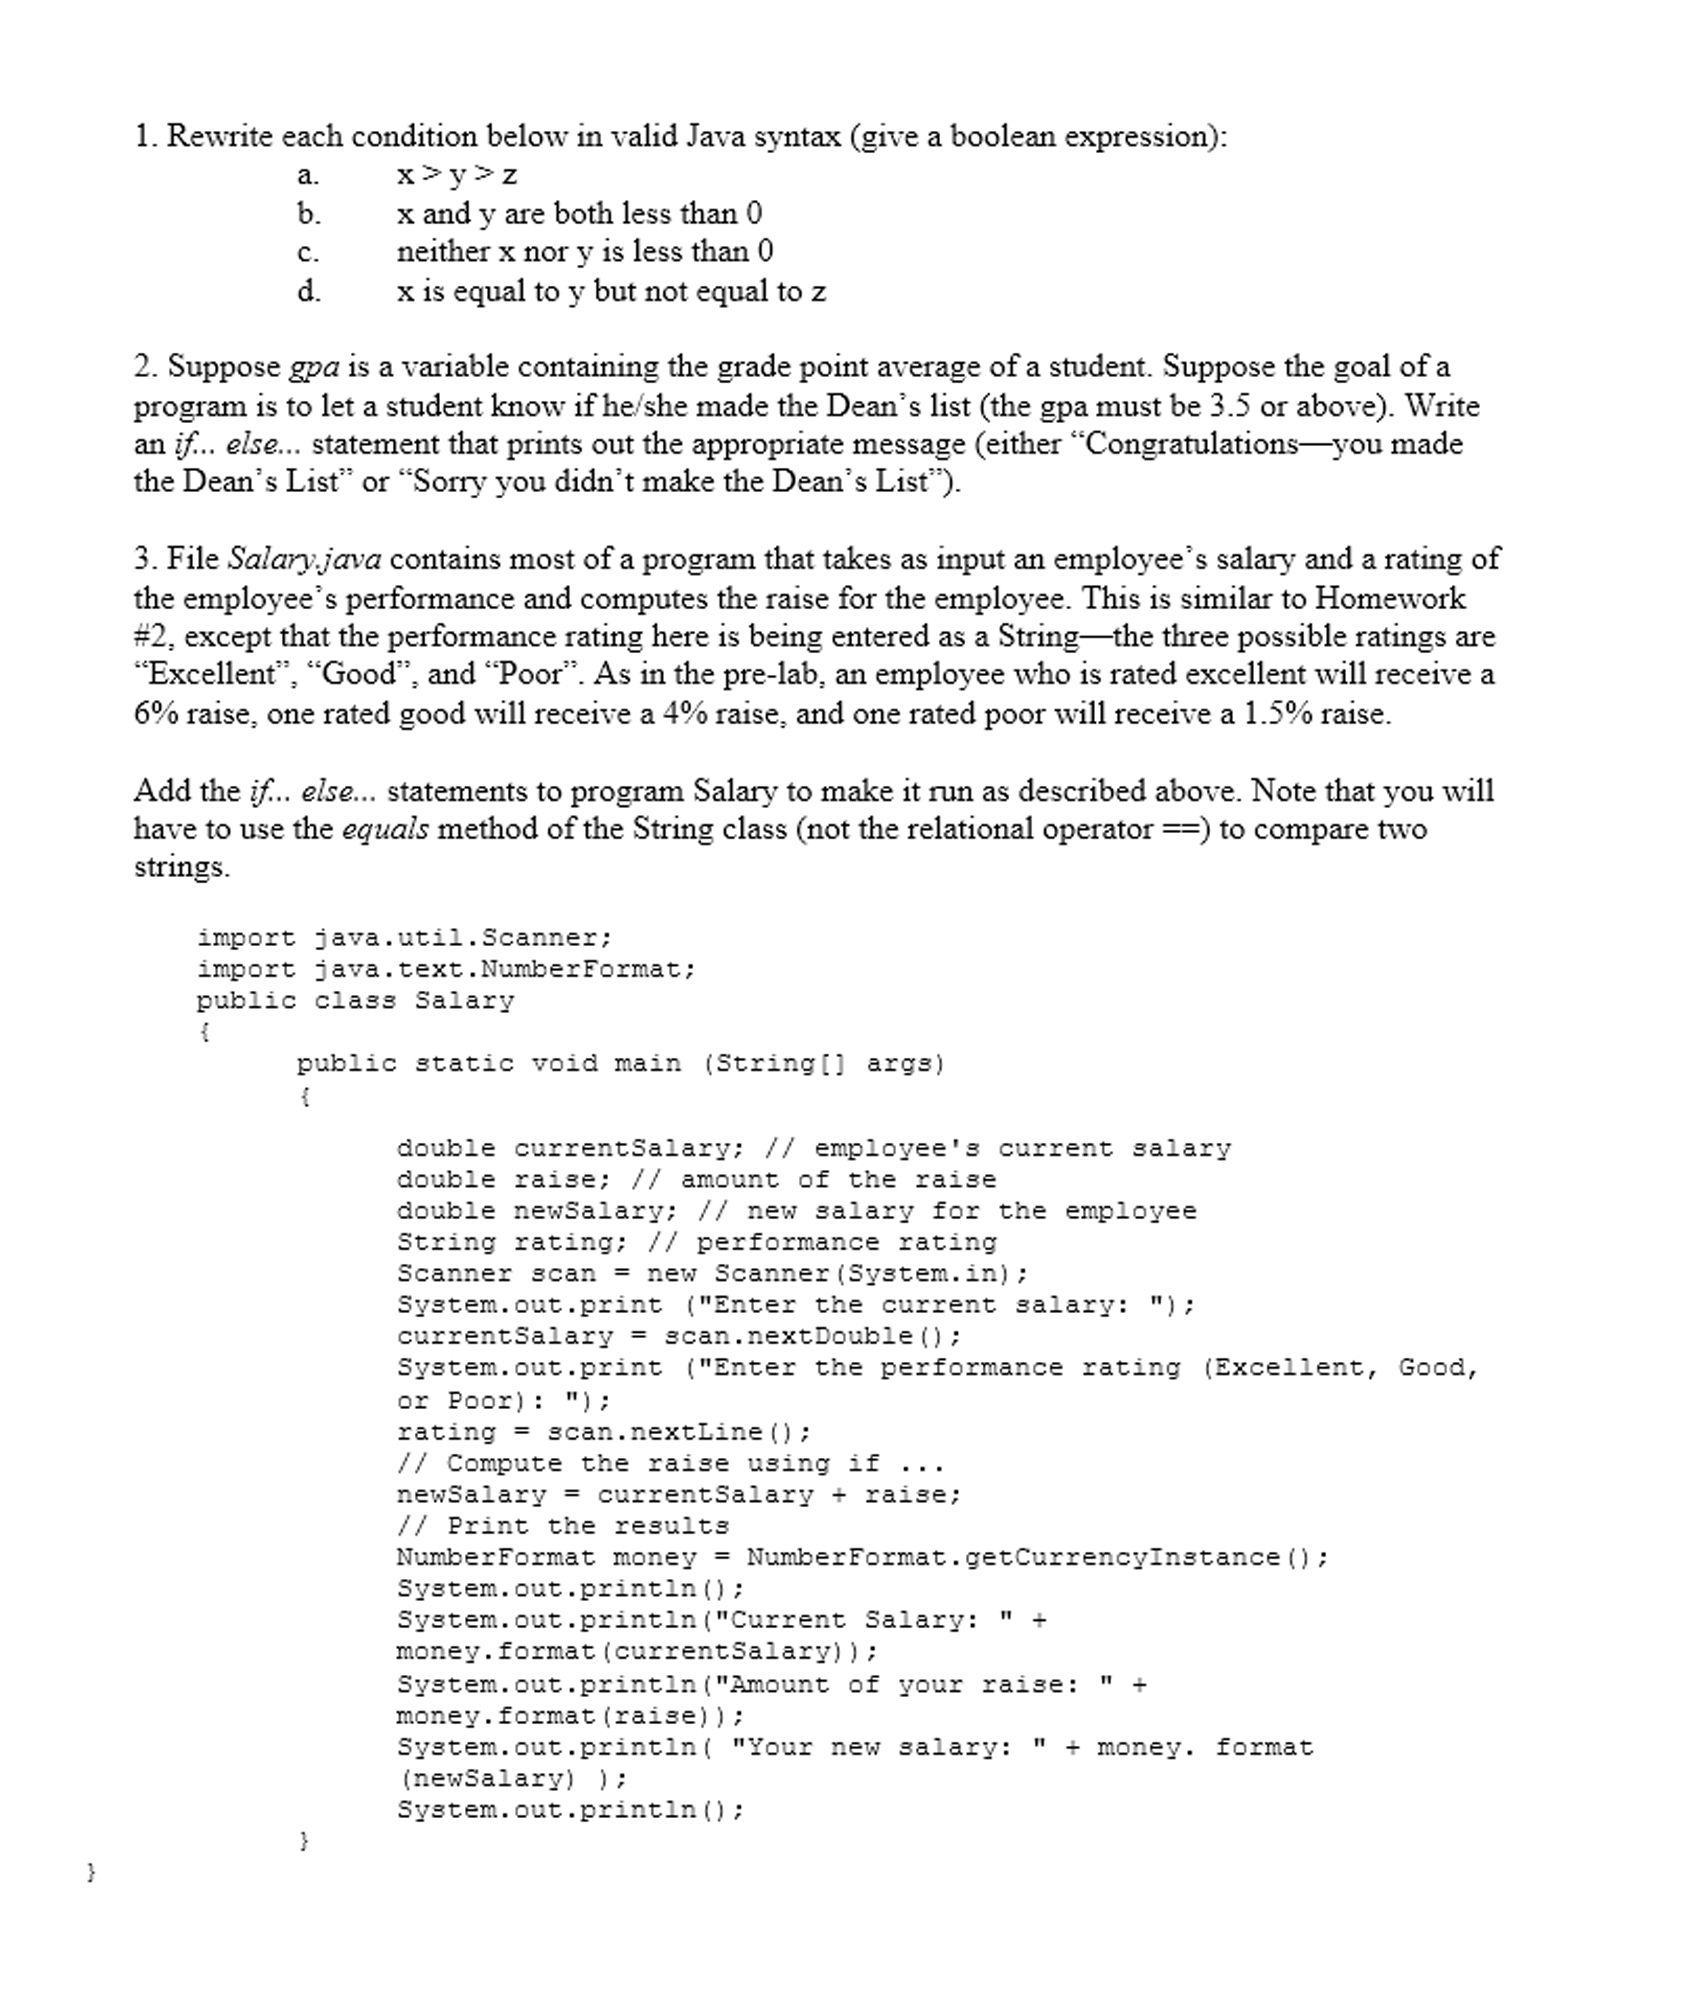 1. Rewrite each condition below in valid Java syntax (give a boolean expression):
a. x > y > z
b. x and y are both less than 0
c. neither x nor y is less than 0
d. x is equal to y but not equal to z
2. Suppose gpa is a variable containing the grade point average of a student. Suppose the goal of a
program is to let a student know if he/she made the Dean’s list (the gpa must be 3.5 or above). Write
an if... else... statement that prints out the appropriate message (either “Congratulations—you made
the Dean’s List” or “Sorry you didn’t make the Dean’s List”).
3. File Salary.java contains most of a program that takes as input an employee’s salary and a rating of
the employee’s performance and computes the raise for the employee. This is similar to Homework
#2, except that the performance rating here is being entered as a String—the three possible ratings are
“Excellent”, “Good”, and “Poor”. As in the pre-lab, an employee who is rated excellent will receive a
6% raise, one rated good will receive a 4% raise, and one rated poor will receive a 1.5% raise.
Add the if... else... statements to program Salary to make it run as described above. Note that you will
have to use the equals method of the String class (not the relational operator ==) to compare two
strings.
import java.util.Scanner;
import java.text.NumberFormat;
public class Salary
{
public static void main (String[] args)
{
double currentSalary; // employee's current salary
double raise; // amount of the raise
double newSalary; // new salary for the employee
String rating; // performance rating
Scanner scan = new Scanner(System.in);
System.out.print ("Enter the current salary: ");
currentSalary = scan.nextDouble();
System.out.print ("Enter the performance rating (Excellent, Good,
or Poor): ");
rating = scan.nextLine();
// Compute the raise using if ...
newSalary = currentSalary + raise;
// Print the results
NumberFormat money = NumberFormat.getCurrencyInstance();
System.out.println();
System.out.println("Current Salary: " +
money.format(currentSalary));
System.out.println("Amount of your raise: " +
money.format(raise));
System.out.println( "Your new salary: " + money. format
(newSalary) );
System.out.println();
}
}